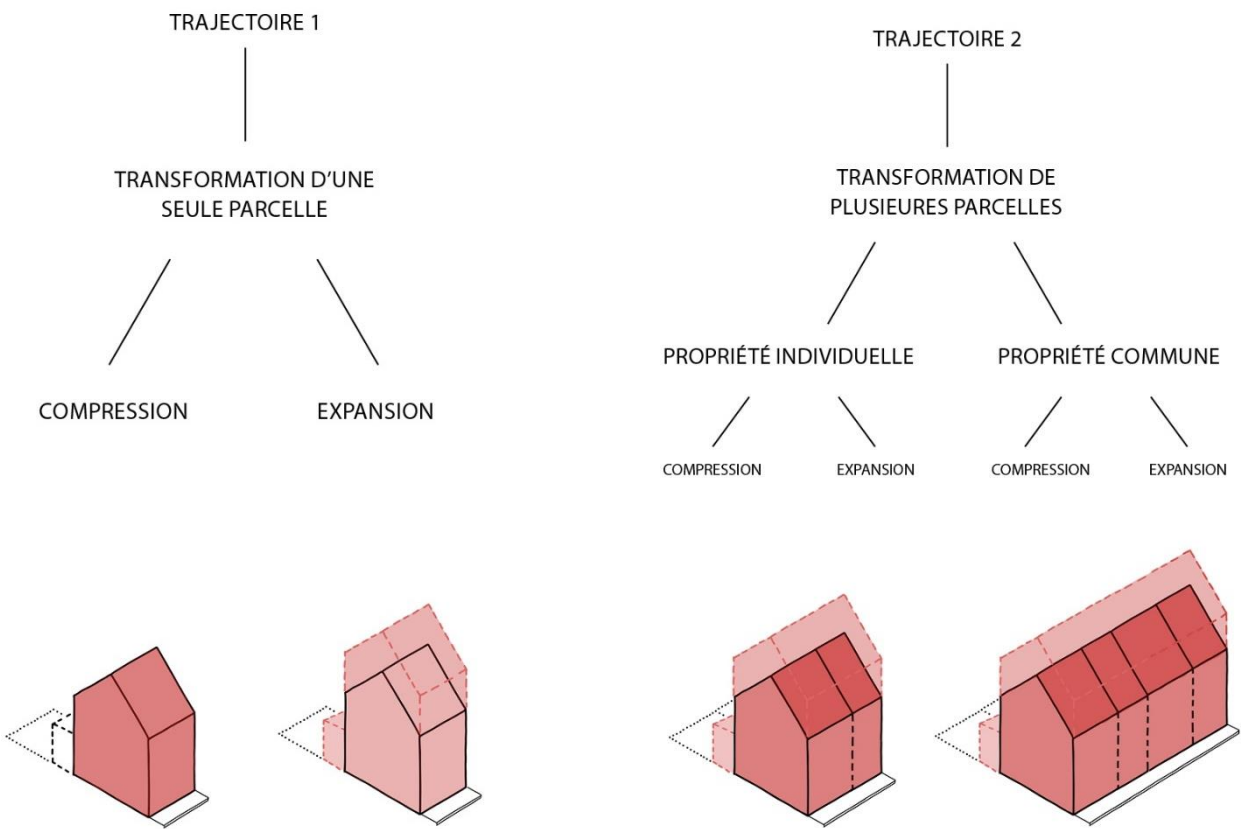 TRAJECTOIRE 1
TRANSFORMATION D'UNE
SEULE PARCELLE
COMPRESSION
EXPANSION
TRAJECTOIRE 2
TRANSFORMATION DE
PLUSIEURES PARCELLES
PROPRIÉTÉ INDIVIDUELLE
PROPRIÉTÉ COMMUNE
COMPRESSION
EXPANSION
COMPRESSION
EXPANSION